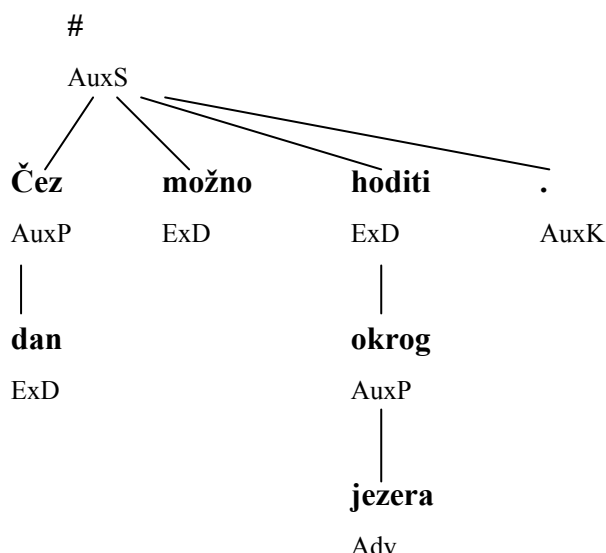 #
AuxS
Čez možno hoditi .
AuxP ExD ExD AuxK
dan okrog
ExD AuxP
jezera
Adv